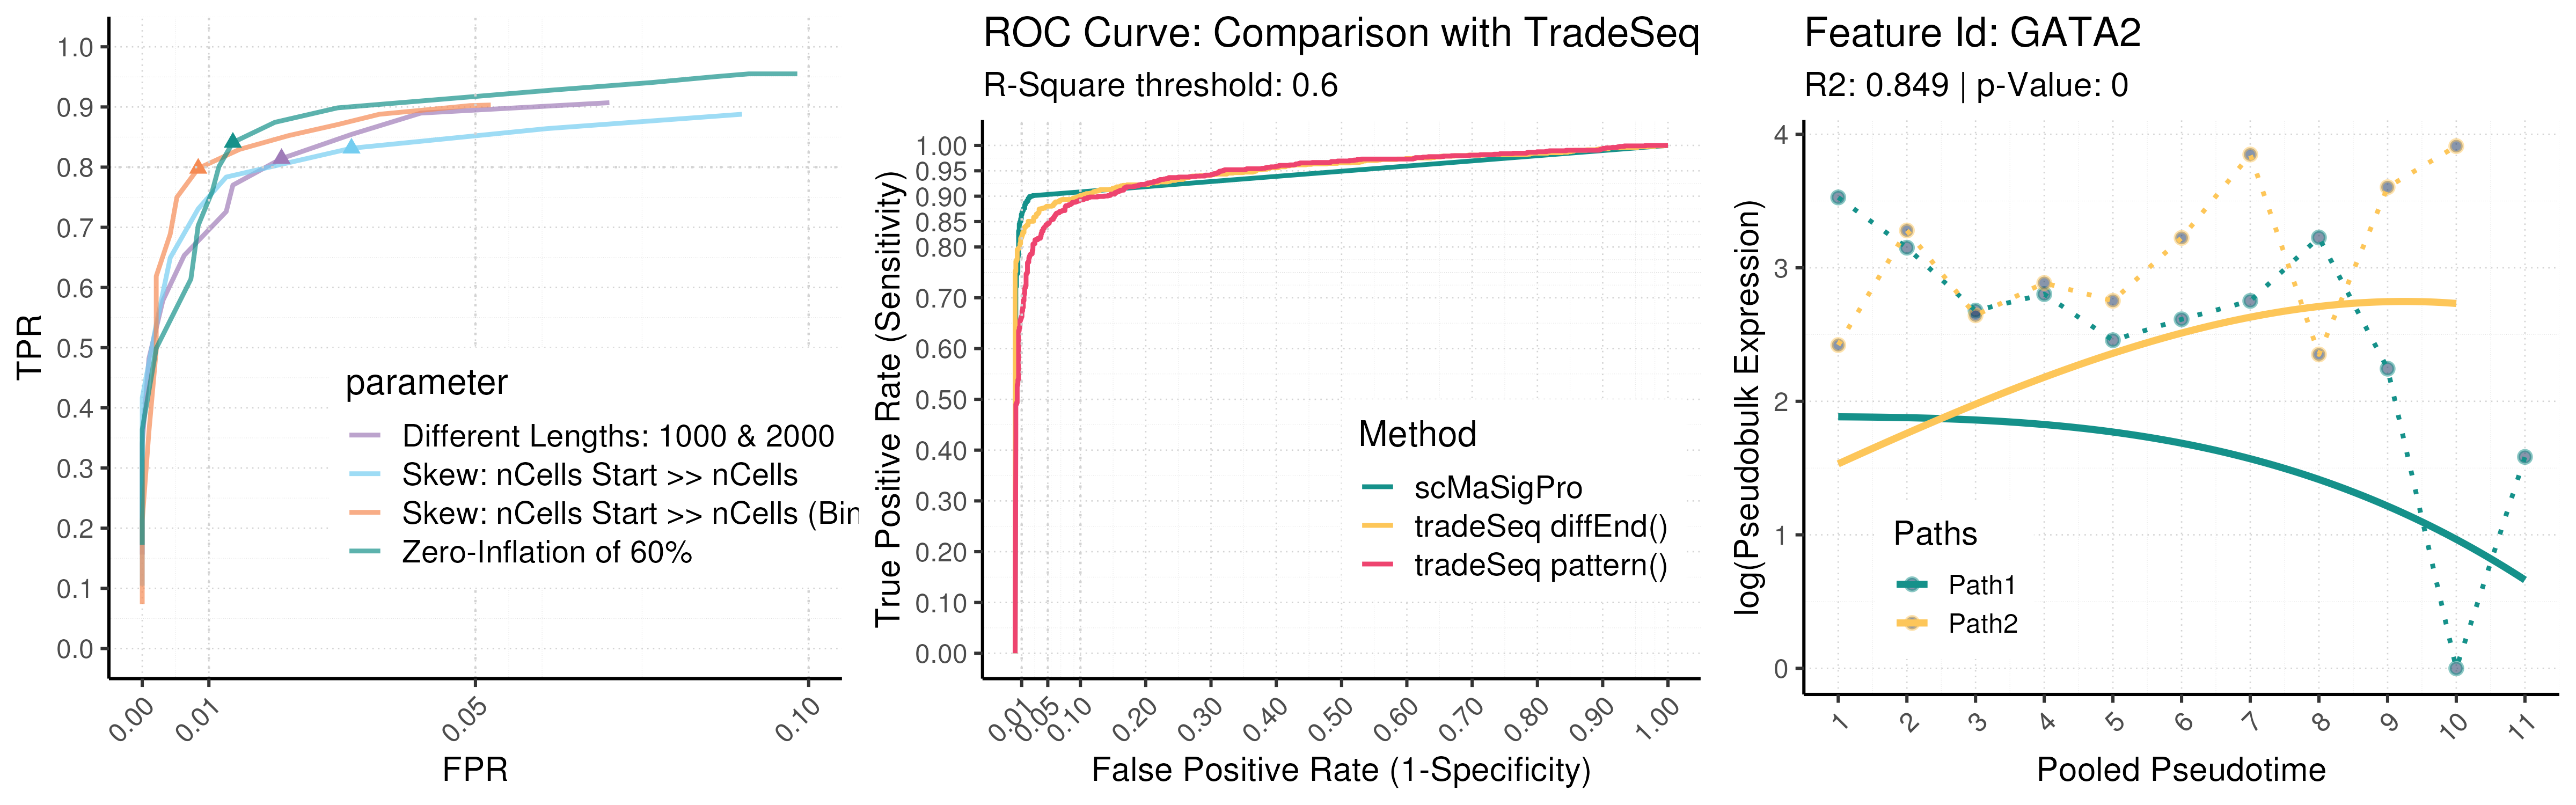 TPR
1.0
0.9
0.8
0.7
0.6
0.5
0.4
0.3
0.2
0.1
0.0
parameter
Different Lengths: 1000 & 2000
Skew: nCells Start >> nCells
Skew: nCells Start >> nCells (Bin
Zero-Inflation of 60%
0.00
0.01
0.05
0.10
FPR
ROC Curve: Comparison with TradeSeq
R-Square threshold: 0.6
True Positive Rate (Sensitivity)
1.00
0.95
0.90
0.85
0.80
0.70
0.60
0.50
0.40
0.30
0.20
0.10
0.00
Method
scMaSigPro
tradeSeq diffEnd()
tradeSeq pattern()
0.01
0.05
0.10
0.20
0.30
0.40
0.50
0.60
0.70
0.80
0.90
1.00
False Positive Rate (1-Specificity)
Feature Id: GATA2
R2: 0.849 | p-Value: 0
log(Pseudobulk Expression)
4
3
2
1
0
Paths
Path1
Path2
1
2
3
4
5
6
7
8
9
10
11
Pooled Pseudotime